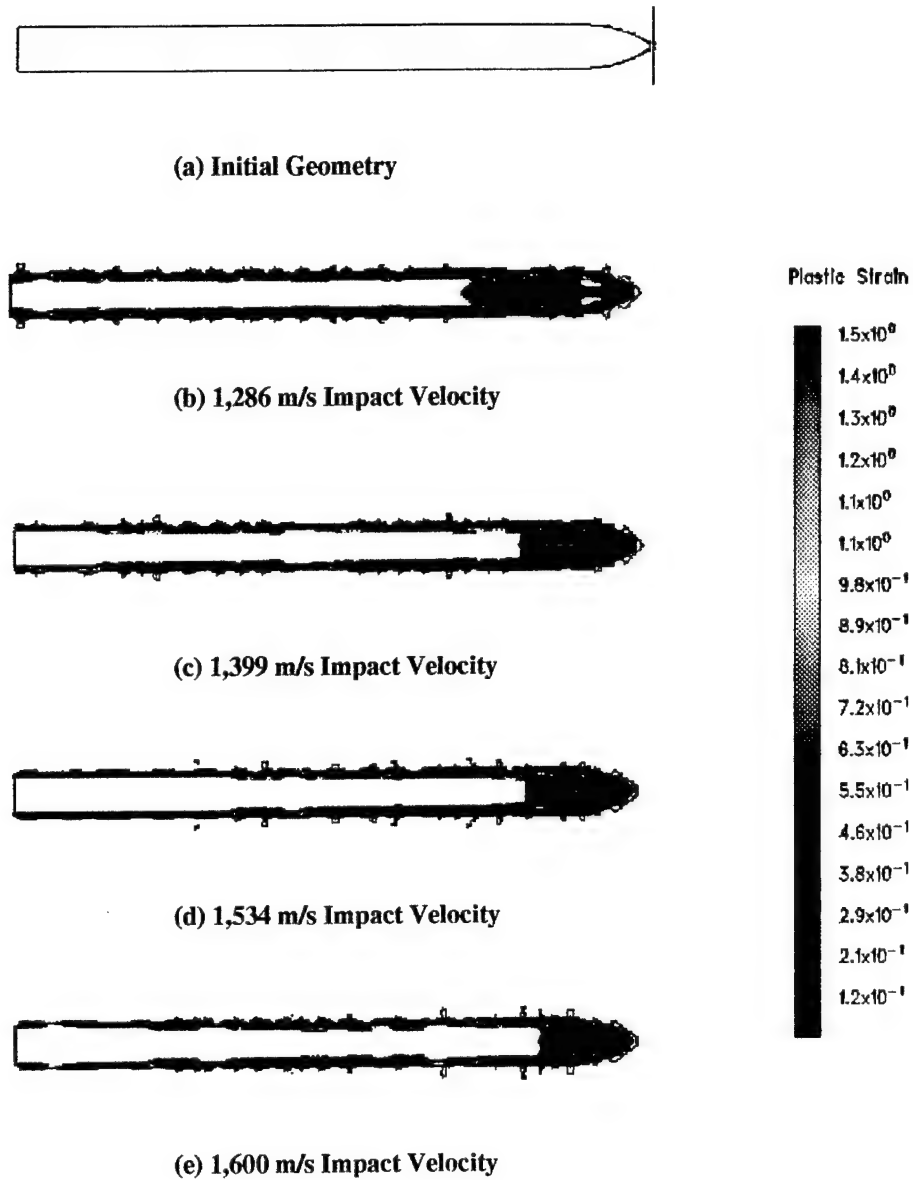 (a) Initial Geometry
(b) 1,286 m/s Impact Velocity
(c) 1,399 m/s Impact Velocity
(d) 1,534 m/s Impact Velocity
(e) 1,600 m/s Impact Velocity
Plastic Strain
1.5x10⁰
1.4x10⁰
1.3x10⁰
1.2x10⁰
1.1x10⁰
1.1x10⁰
9.8x10⁻¹
8.9x10⁻¹
8.1x10⁻¹
7.2x10⁻¹
6.3x10⁻¹
5.5x10⁻¹
4.6x10⁻¹
3.8x10⁻¹
2.9x10⁻¹
2.1x10⁻¹
1.2x10⁻¹